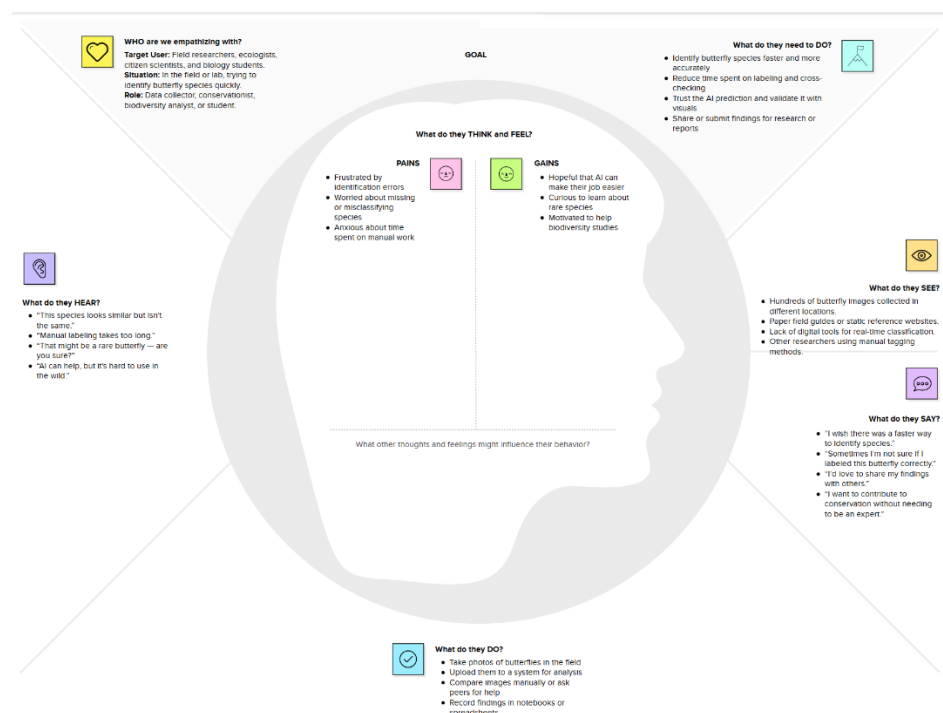 WHO are we empathizing with?
Target User: Field researchers, ecologists,
citizen scientists, and biology students.
Situation: In the field or lab, trying to
identify butterfly species quickly.
Role: Data collector, conservationist,
biodiversity analyst, or student.
GOAL
What do they need to DO?
• Identify butterfly species faster and more
accurately
• Reduce time spent on labeling and cross-
checking
• Trust the AI prediction and validate it with
visuals
• Share or submit findings for research or
reports
What do they THINK and FEEL?
PAINS
• Frustrated by
identification errors
• Worried about missing
or misclassifying
species
• Anxious about time
spent on manual work
GAINS
• Hopeful that AI can
make their job easier
• Curious to learn about
rare species
• Motivated to help
biodiversity studies
What do they HEAR?
• "This species looks similar but isn't
the same."
• "Manual labeling takes too long."
• "That might be a rare butterfly — are
you sure?"
• "AI can help, but it's hard to use in
the wild."
What do they SEE?
• Hundreds of butterfly images collected in
different locations.
• Paper field guides or static reference websites.
• Lack of digital tools for real-time classification.
• Other researchers using manual tagging
methods.
What do they SAY?
• "I wish there was a faster way
to identify species."
• "Sometimes I'm not sure if I
labeled this butterfly correctly."
• "I'd love to share my findings
with others."
• "I want to contribute to
conservation without needing
to be an expert"
What other thoughts and feelings might influence their behavior?
What do they DO?
• Take photos of butterflies in the field
• Upload them to a system for analysis
• Compare images manually or ask
peers for help
• Record findings in notebooks or
spreadsheets